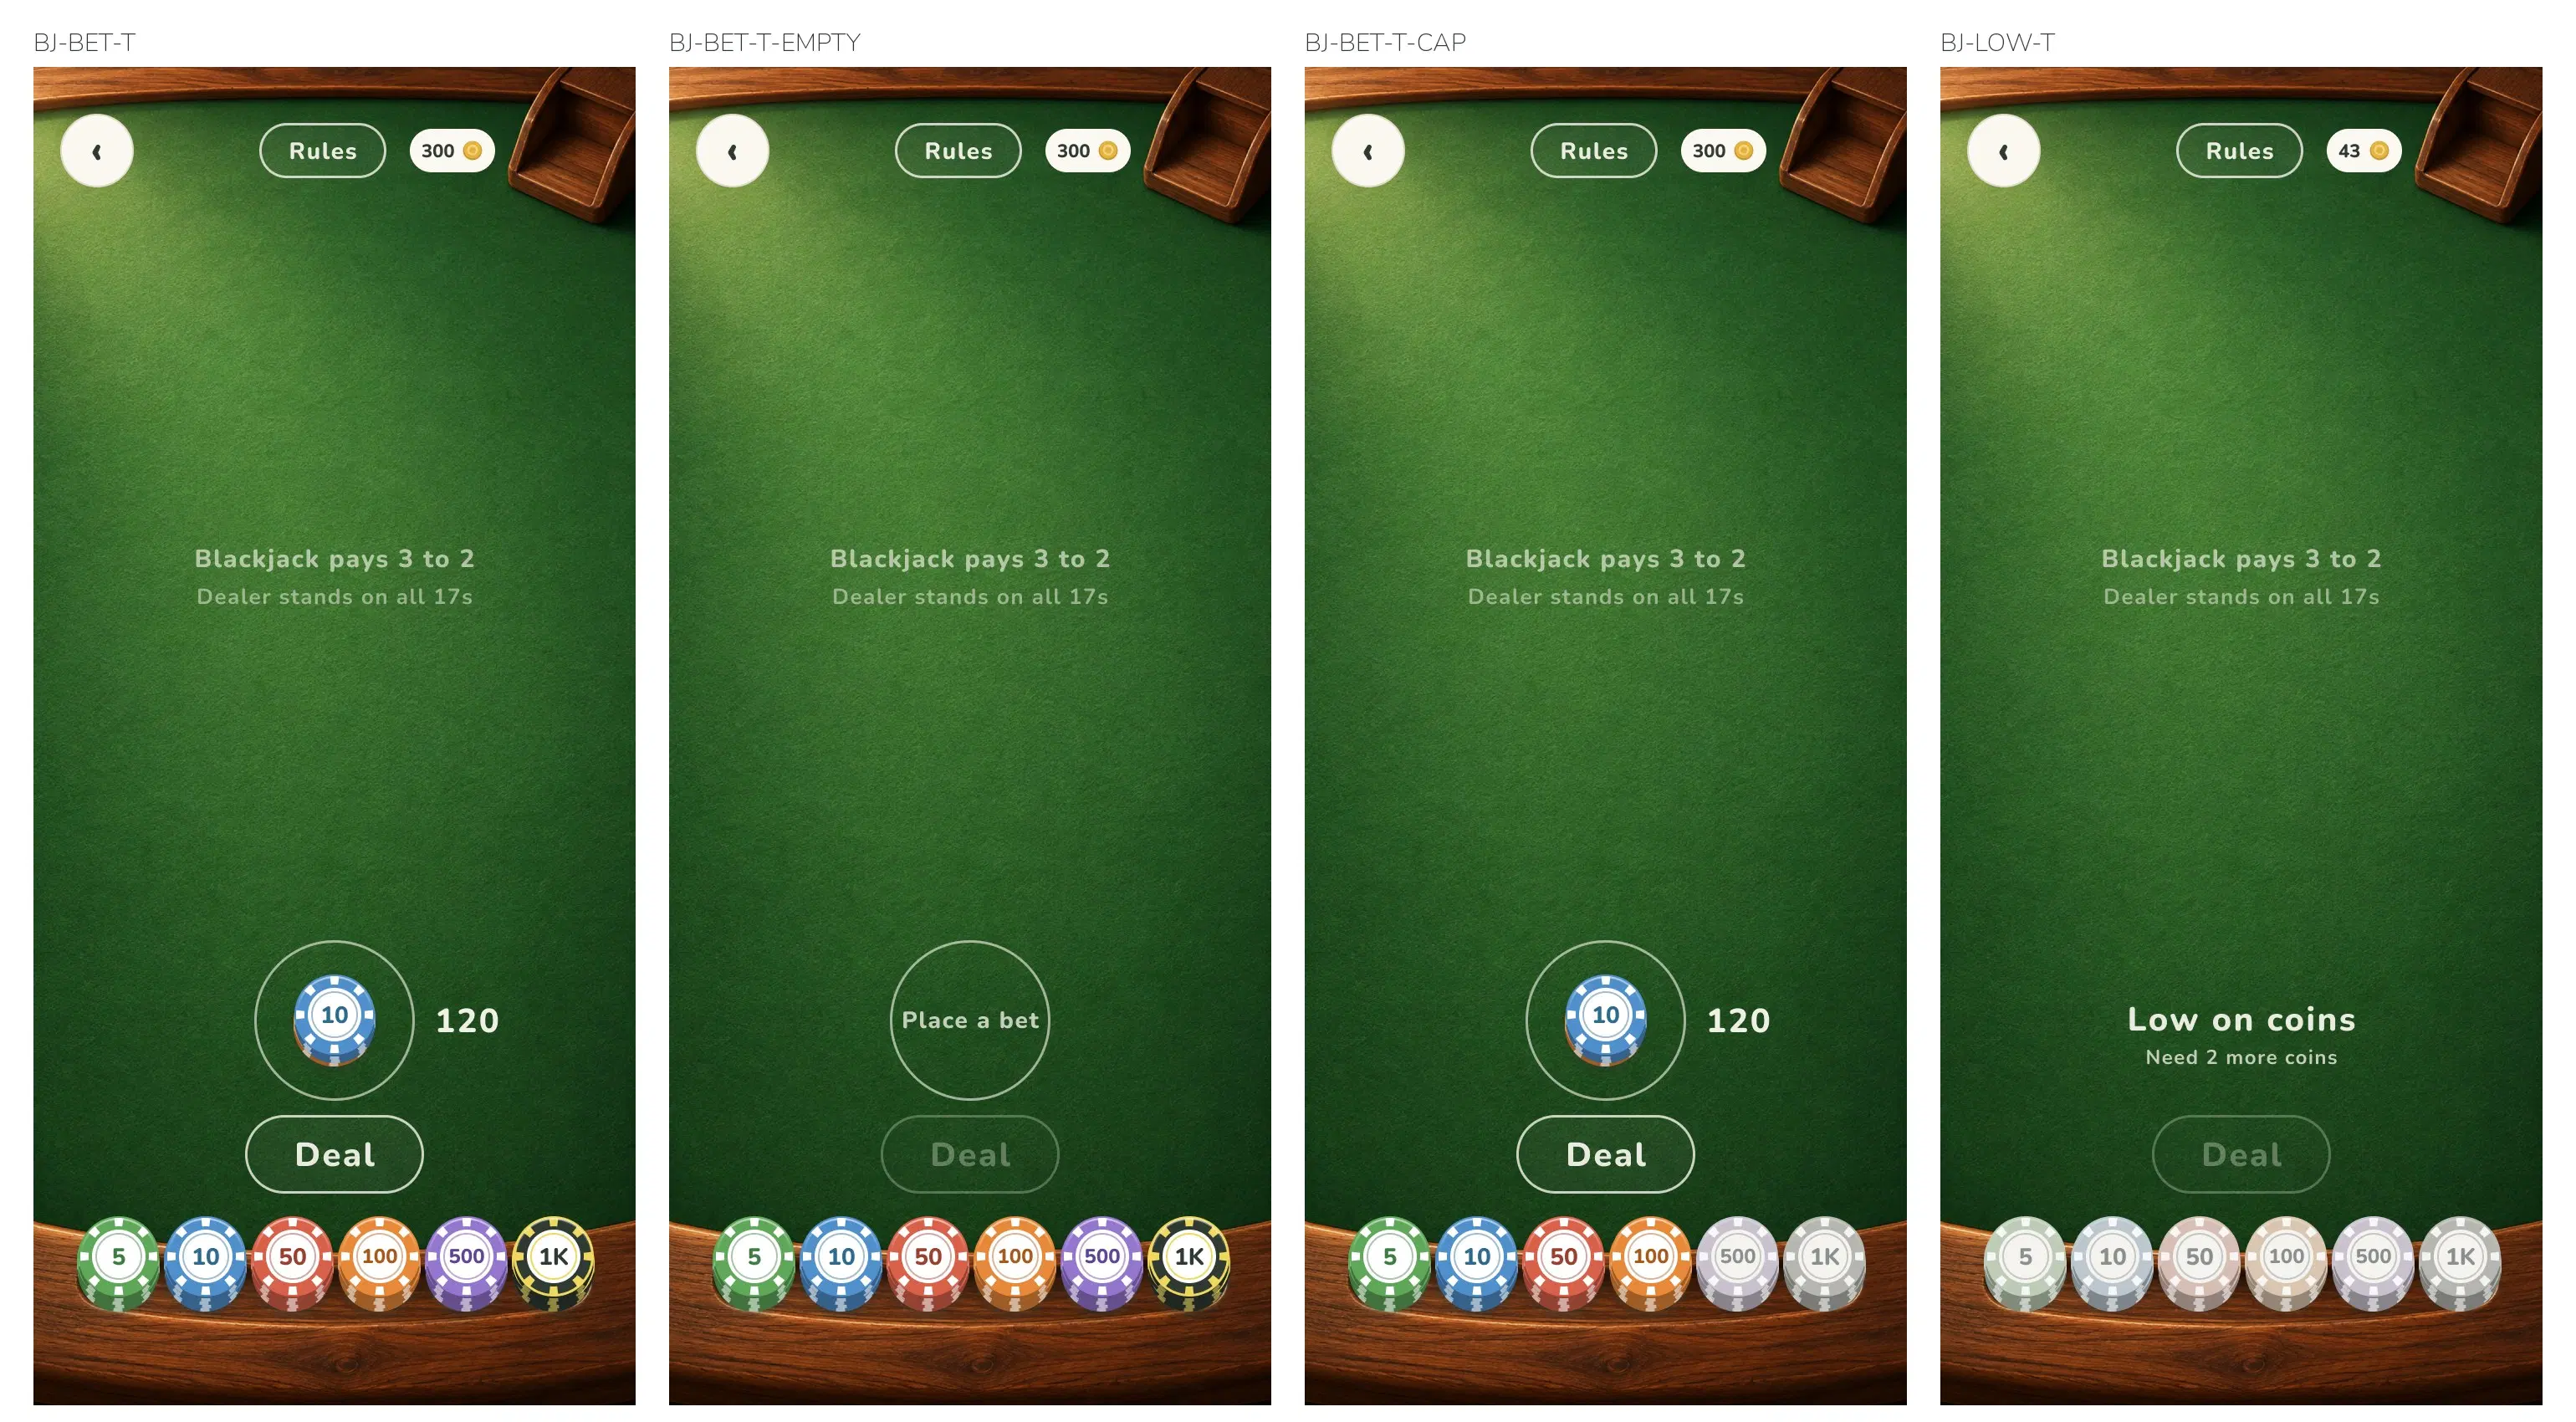 BJ-BET-T
‹
Rules
300
Blackjack pays 3 to 2
Dealer stands on all 17s
10
120
Deal
5 10 50 100 500 1K
BJ-BET-T-EMPTY
‹
Rules
300
Blackjack pays 3 to 2
Dealer stands on all 17s
Place a bet
Deal
5 10 50 100 500 1K
BJ-BET-T-CAP
‹
Rules
300
Blackjack pays 3 to 2
Dealer stands on all 17s
10
120
Deal
5 10 50 100 500 1K
BJ-LOW-T
‹
Rules
43
Blackjack pays 3 to 2
Dealer stands on all 17s
Low on coins
Need 2 more coins
Deal
5 10 50 100 500 1K